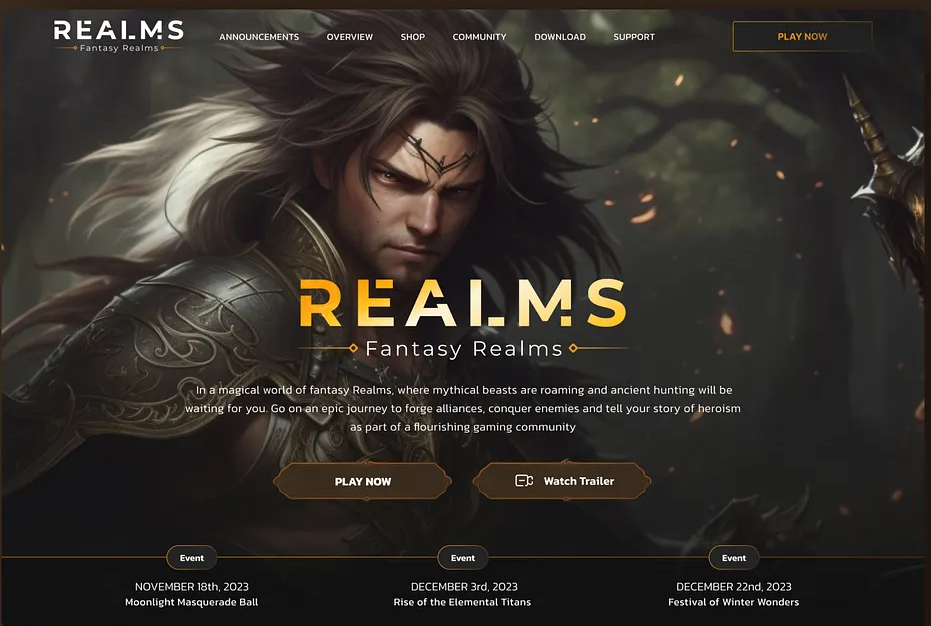 REALMS
Fantasy Realms
ANNOUNCEMENTS OVERVIEW SHOP COMMUNITY DOWNLOAD SUPPORT PLAY NOW
REALMS
Fantasy Realms
In a magical world of fantasy Realms, where mythical beasts are roaming and ancient hunting will be
waiting for you. Go on an epic journey to forge alliances, conquer enemies and tell your story of heroism
as part of a flourishing gaming community
PLAY NOW Watch Trailer
Event Event Event
NOVEMBER 18th, 2023 DECEMBER 3rd, 2023 DECEMBER 22nd, 2023
Moonlight Masquerade Ball Rise of the Elemental Titans Festival of Winter Wonders